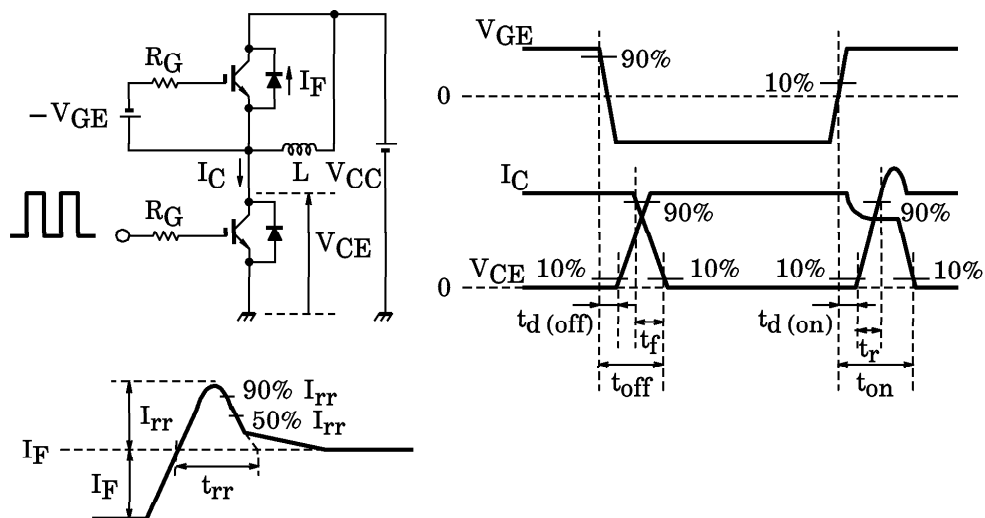 R_G
I_F
−V_GE
I_C
L
V_CC
R_G
V_CE
V_GE
90%
10%
0
I_C
90%
90%
V_CE
10%
10%
10%
10%
0
t_d (off)
t_f
t_d (on)
t_r
t_off
t_on
I_rr
90% I_rr
50% I_rr
I_F
I_F
t_rr